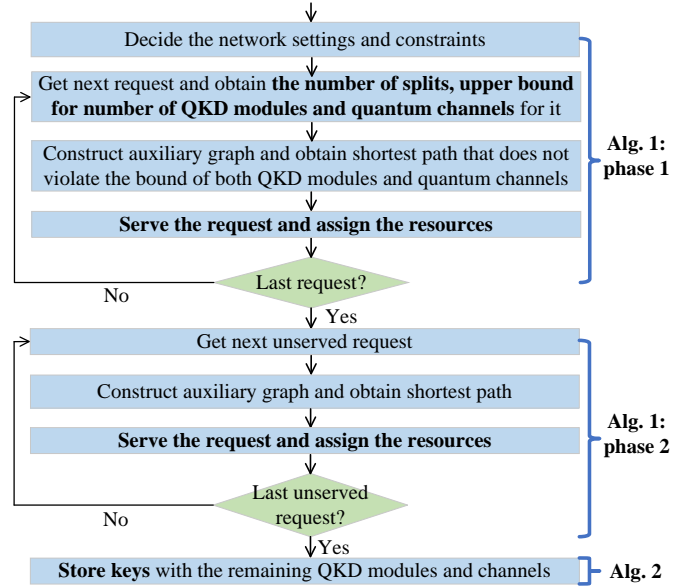 Decide the network settings and constraints
Get next request and obtain the number of splits, upper bound
for number of QKD modules and quantum channels for it
Construct auxiliary graph and obtain shortest path that does not
violate the bound of both QKD modules and quantum channels
Serve the request and assign the resources
Last request?
No
Yes
Alg. 1:
phase 1
Get next unserved request
Construct auxiliary graph and obtain shortest path
Serve the request and assign the resources
Last unserved
request?
No
Yes
Alg. 1:
phase 2
Store keys with the remaining QKD modules and channels
Alg. 2